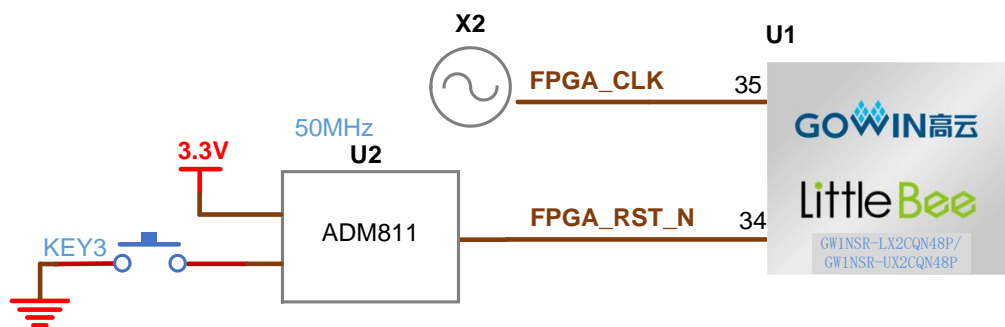 X2
U1
FPGA_CLK
35
GOWIN高云
50MHz
U2
3.3V
ADM811
FPGA_RST_N
34
LittleBee
KEY3
GW1NSR-LX2CQN48P/
GW1NSR-UX2CQN48P